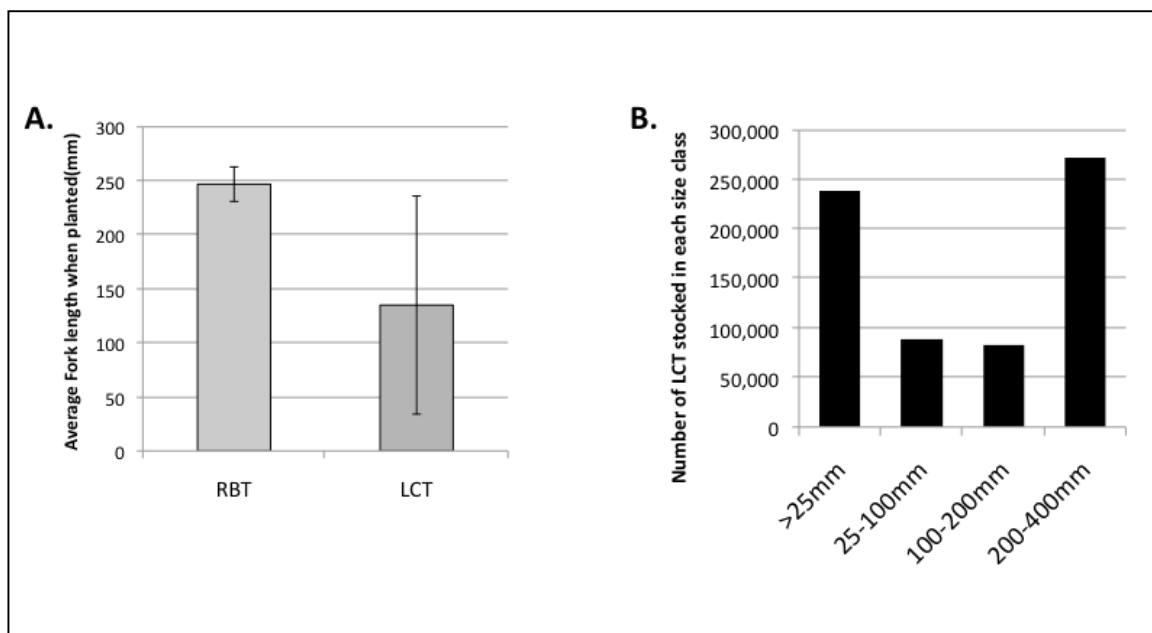 A.
Average Fork length when planted(mm)
300
250
200
150
100
50
0
RBT
LCT
B.
Number of LCT stocked in each size class
300,000
250,000
200,000
150,000
100,000
50,000
0
>25mm
25-100mm
100-200mm
200-400mm